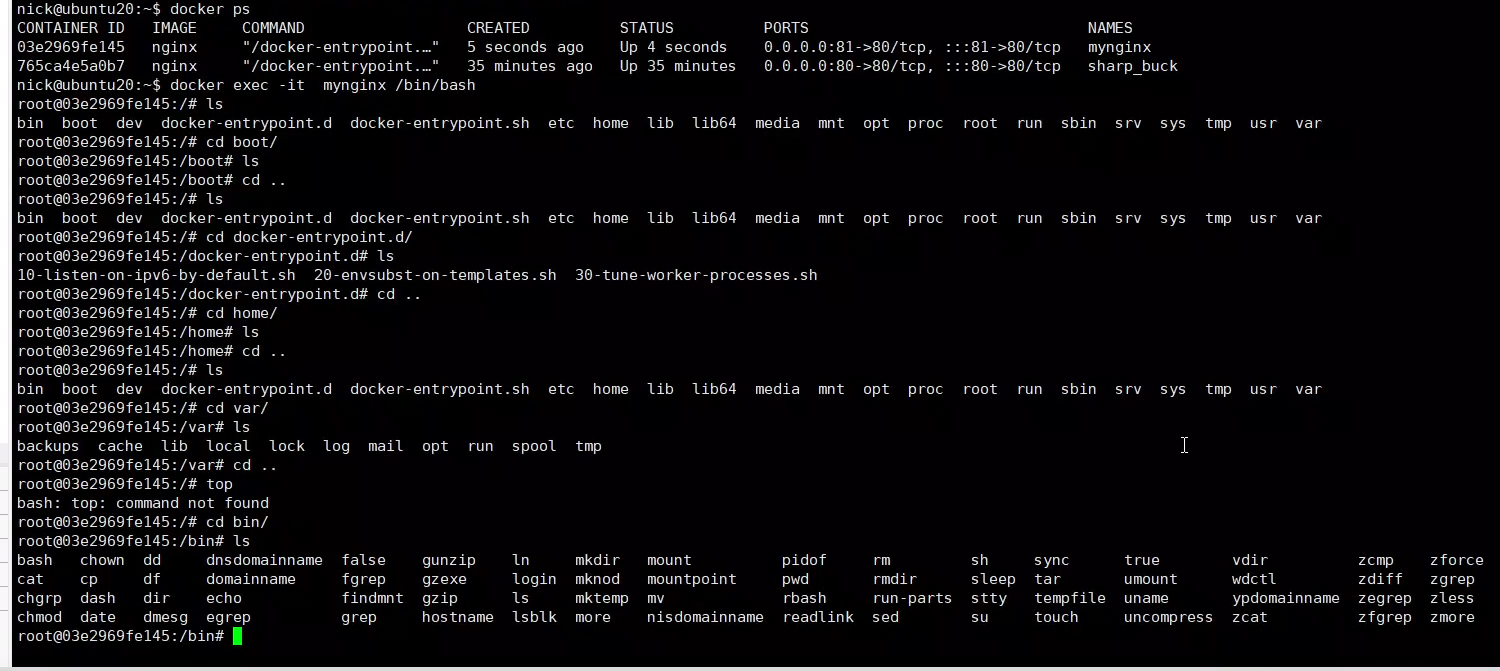 nick@ubuntu20:~$ docker ps
CONTAINER ID   IMAGE     COMMAND                  CREATED          STATUS          PORTS                               NAMES
03e2969fe145   nginx     "/docker-entrypoint.…"   5 seconds ago    Up 4 seconds    0.0.0.0:81->80/tcp, :::81->80/tcp   mynginx
765ca4e5a0b7   nginx     "/docker-entrypoint.…"   35 minutes ago   Up 35 minutes   0.0.0.0:80->80/tcp, :::80->80/tcp   sharp_buck
nick@ubuntu20:~$ docker exec -it  mynginx /bin/bash
root@03e2969fe145:/# ls
bin  boot  dev  docker-entrypoint.d  docker-entrypoint.sh  etc  home  lib  lib64  media  mnt  opt  proc  root  run  sbin  srv  sys  tmp  usr  var
root@03e2969fe145:/# cd boot/
root@03e2969fe145:/boot# ls
root@03e2969fe145:/boot# cd ..
root@03e2969fe145:/# ls
bin  boot  dev  docker-entrypoint.d  docker-entrypoint.sh  etc  home  lib  lib64  media  mnt  opt  proc  root  run  sbin  srv  sys  tmp  usr  var
root@03e2969fe145:/# cd docker-entrypoint.d/
root@03e2969fe145:/docker-entrypoint.d# ls
10-listen-on-ipv6-by-default.sh  20-envsubst-on-templates.sh  30-tune-worker-processes.sh
root@03e2969fe145:/docker-entrypoint.d# cd ..
root@03e2969fe145:/# cd home/
root@03e2969fe145:/home# ls
root@03e2969fe145:/home# cd ..
root@03e2969fe145:/# ls
bin  boot  dev  docker-entrypoint.d  docker-entrypoint.sh  etc  home  lib  lib64  media  mnt  opt  proc  root  run  sbin  srv  sys  tmp  usr  var
root@03e2969fe145:/# cd var/
root@03e2969fe145:/var# ls
backups  cache  lib  local  lock  log  mail  opt  run  spool  tmp
root@03e2969fe145:/var# cd ..
root@03e2969fe145:/# top
bash: top: command not found
root@03e2969fe145:/# cd bin/
root@03e2969fe145:/bin# ls
bash   chown  dd     dnsdomainname  false    gunzip    ln     mkdir   mount          pidof     rm         sh     sync      true        vdir           zcmp    zforce
cat    cp     df     domainname     fgrep    gzexe     login  mknod   mountpoint     pwd       rmdir      sleep  tar       umount      wdctl          zdiff   zgrep
chgrp  dash   dir    echo           findmnt  gzip      ls     mktemp  mv             rbash     run-parts  stty   tempfile  uname       ypdomainname   zegrep  zless
chmod  date   dmesg  egrep          grep     hostname  lsblk  more    nisdomainname  readlink  sed        su     touch     uncompress  zcat           zfgrep  zmore
root@03e2969fe145:/bin#